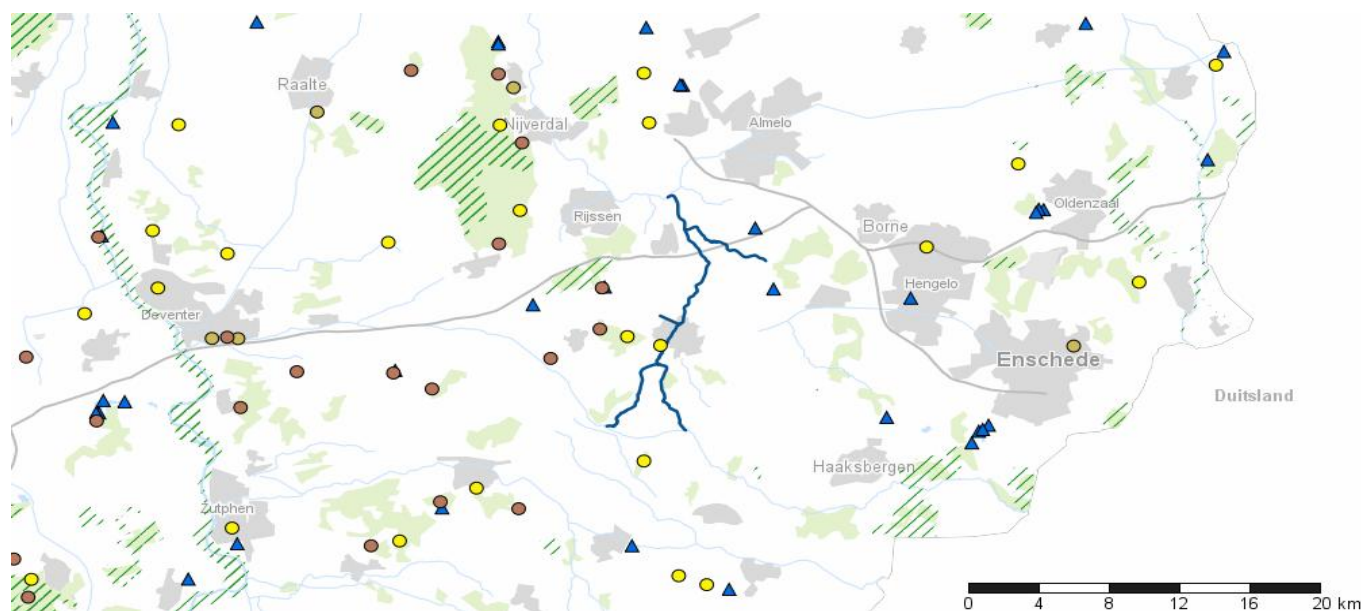 Raalte
Nijverdal
Almelo
Rijssen
Borne
Oldenzaal
Hengelo
Deventer
Enschede
Duitsland
Haaksbergen
Zutphen
0 4 8 12 16 20 km